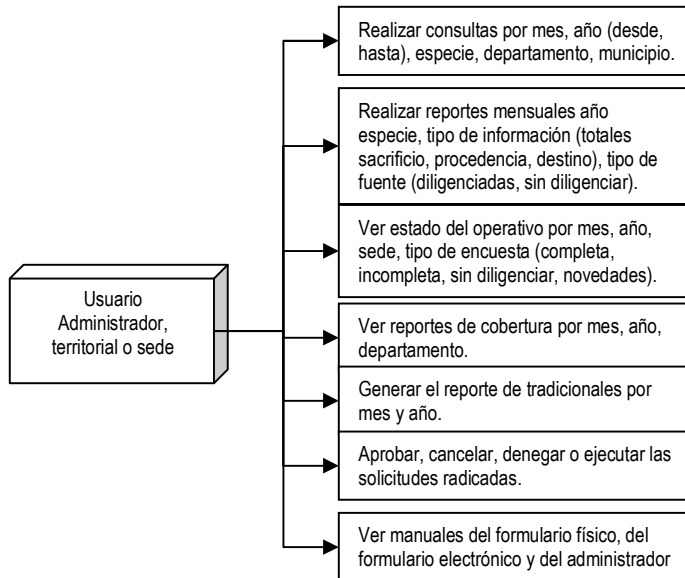 Realizar consultas por mes, año (desde,
hasta), especie, departamento, municipio.
Realizar reportes mensuales año
especie, tipo de información (totales
sacrificio, procedencia, destino), tipo de
fuente (diligenciadas, sin diligenciar).
Ver estado del operativo por mes, año,
sede, tipo de encuesta (completa,
incompleta, sin diligenciar, novedades).
Usuario
Administrador,
territorial o sede
Ver reportes de cobertura por mes, año,
departamento.
Generar el reporte de tradicionales por
mes y año.
Aprobar, cancelar, denegar o ejecutar las
solicitudes radicadas.
Ver manuales del formulario físico, del
formulario electrónico y del administrador